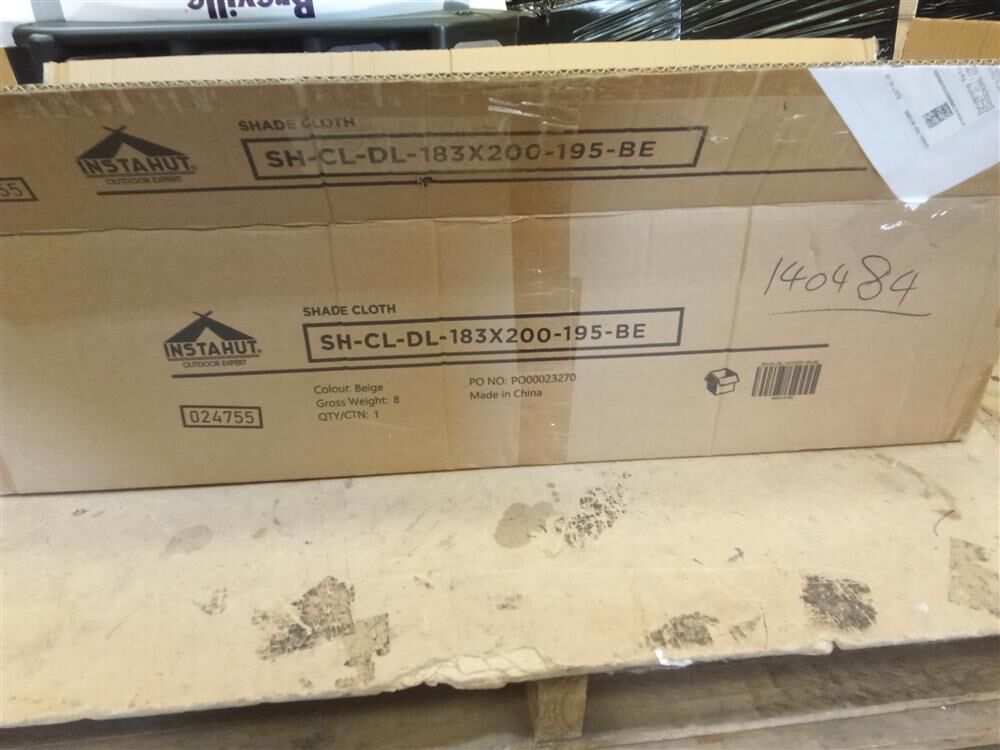 Breville
SHADE CLOTH
INSTAHUT
OUTDOOR EXPERT
SH-CL-DL-183X200-195-BE
55
140484
SHADE CLOTH
INSTAHUT
OUTDOOR EXPERT
SH-CL-DL-183X200-195-BE
Colour: Beige
Gross Weight: 8
QTY/CTN: 1
PO NO: PO00023270
Made in China
024755